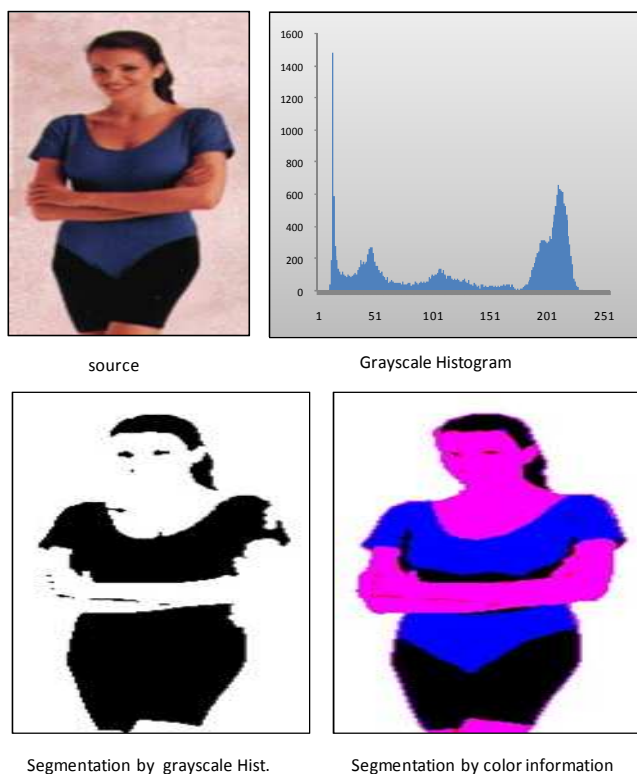 1600
1400
1200
1000
800
600
400
200
0
1 51 101 151 201 251
source
Grayscale Histogram
Segmentation by grayscale Hist.
Segmentation by color information